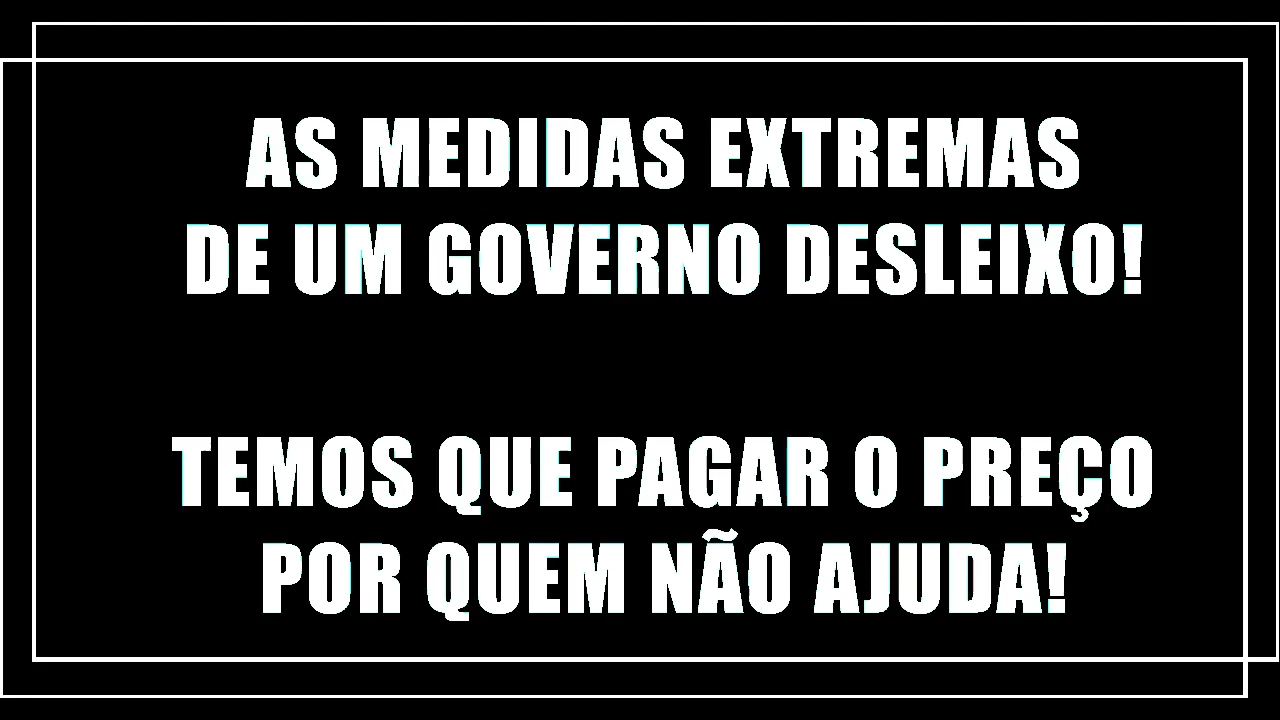 AS MEDIDAS EXTREMAS
DE UM GOVERNO DESLEIXO!
TEMOS QUE PAGAR O PREÇO
POR QUEM NÃO AJUDA!